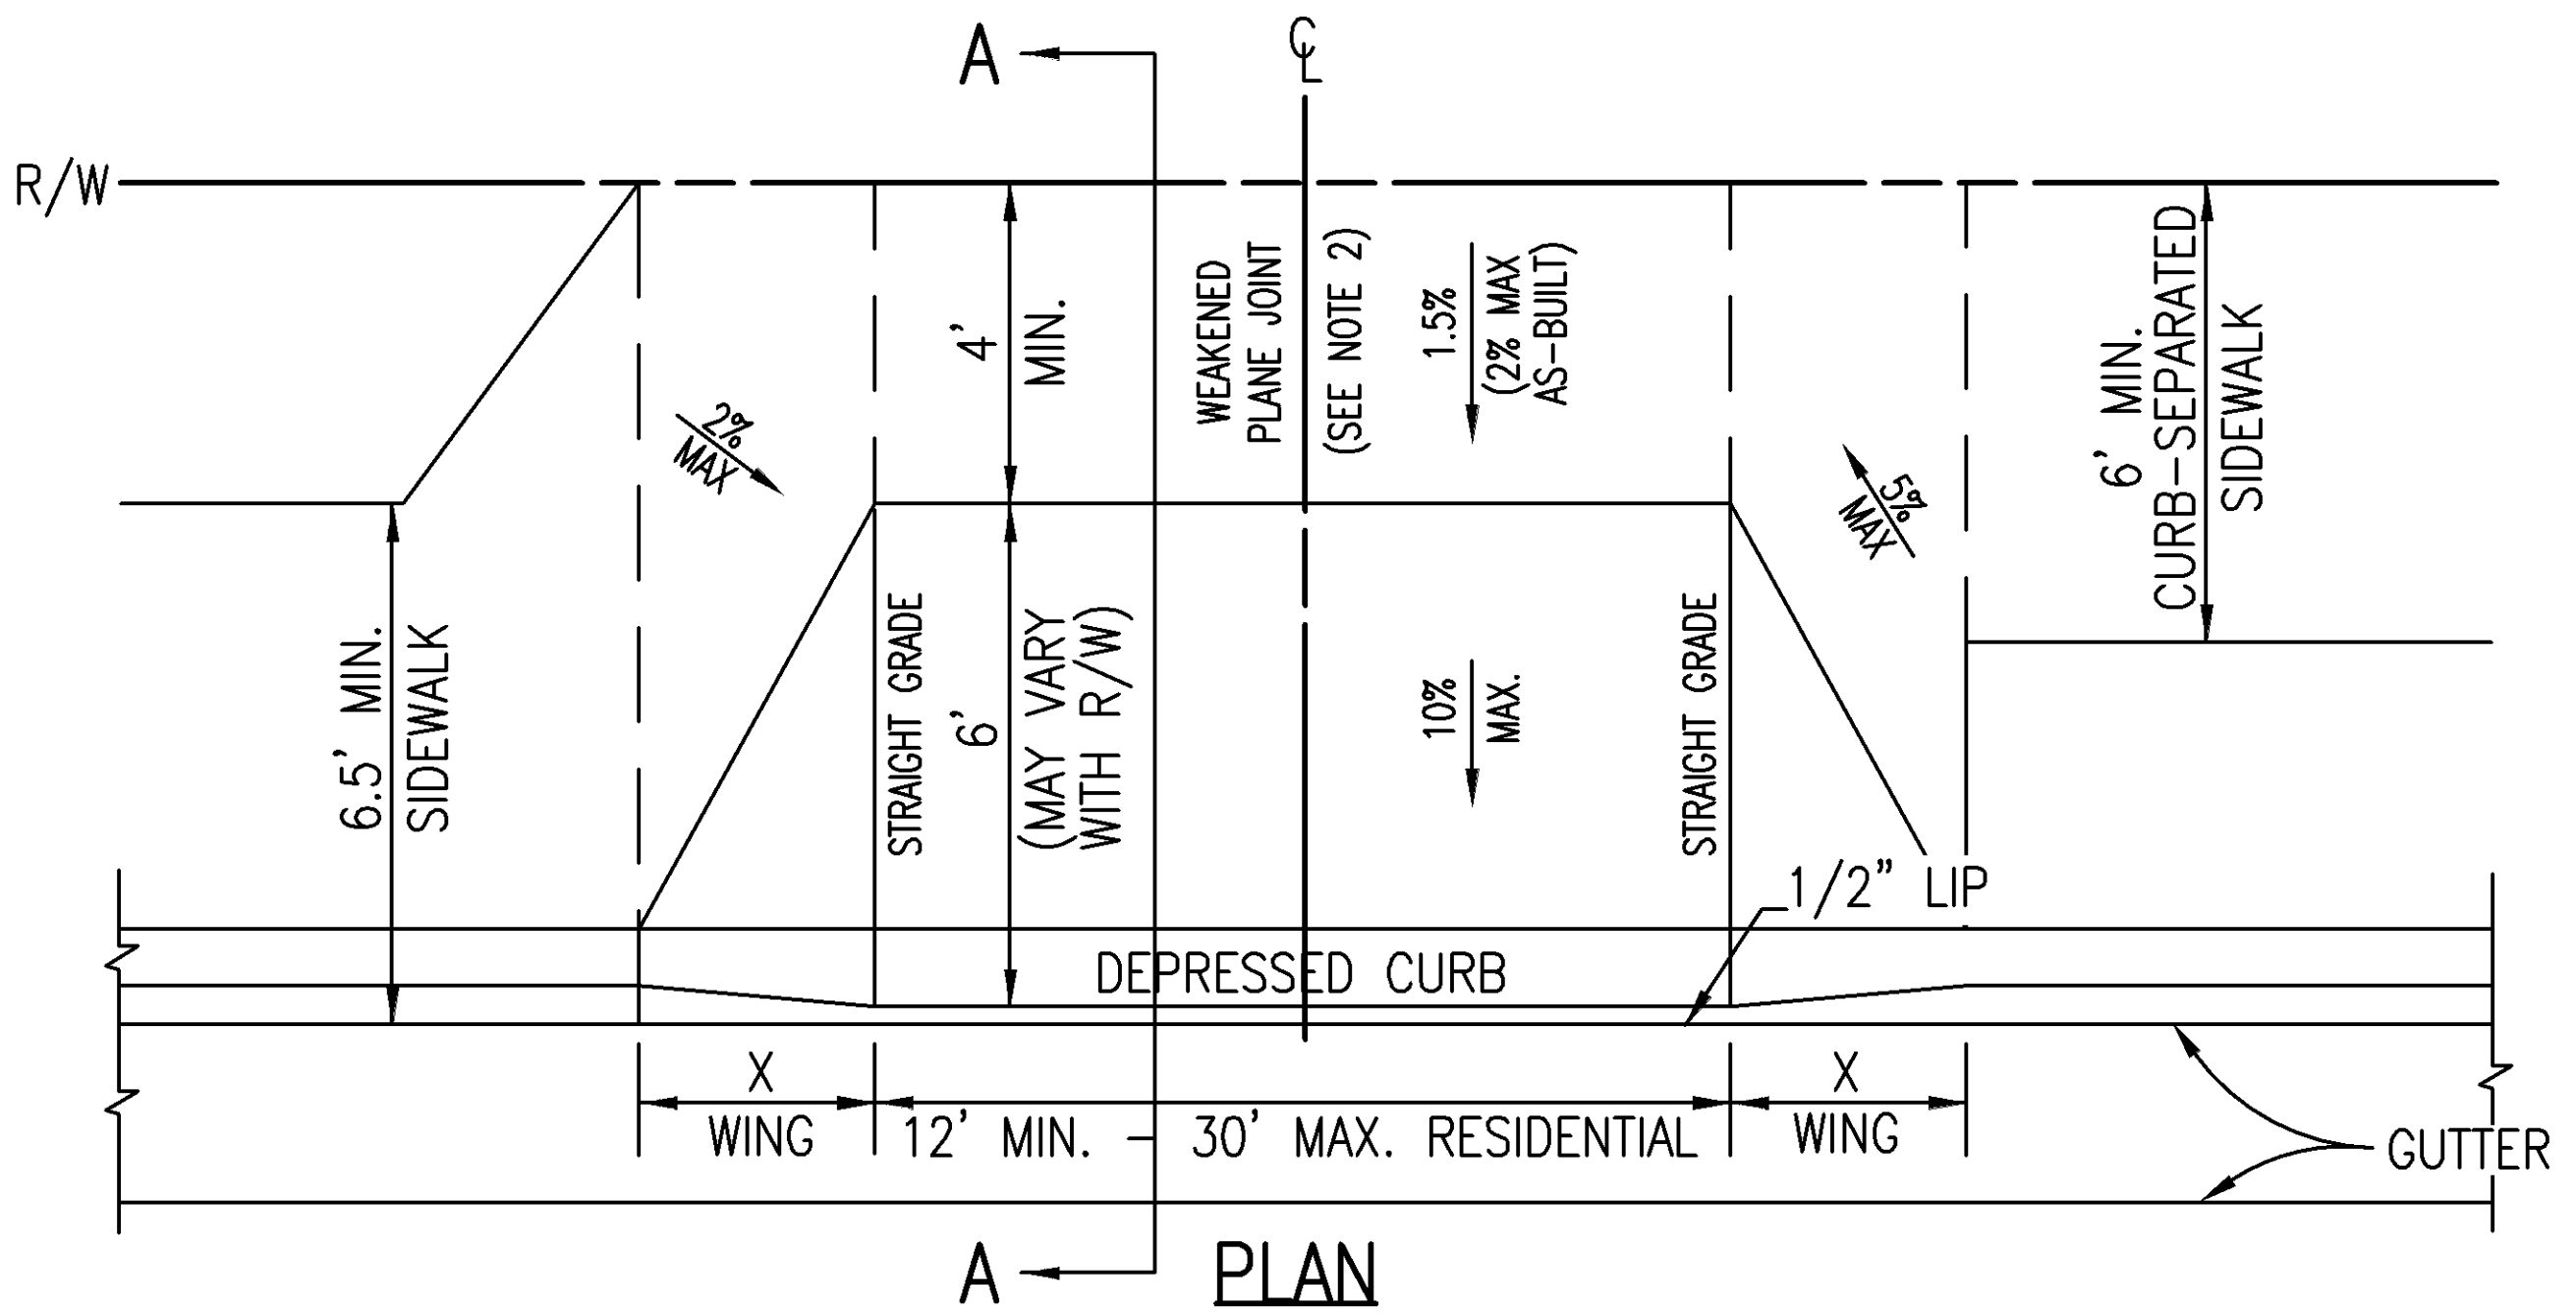 A
℄
R/W
4'
MIN.
WEAKENED
PLANE JOINT
(SEE NOTE 2)
1.5%
(2% MAX
AS-BUILT)
6' MIN.
CURB-SEPARATED
SIDEWALK
2%
MAX
5%
MAX
6.5' MIN.
SIDEWALK
STRAIGHT GRADE
6'
(MAY VARY
WITH R/W)
10%
MAX.
STRAIGHT GRADE
1/2" LIP
DEPRESSED CURB
X
WING
12' MIN. - 30' MAX. RESIDENTIAL
X
WING
GUTTER
A
PLAN